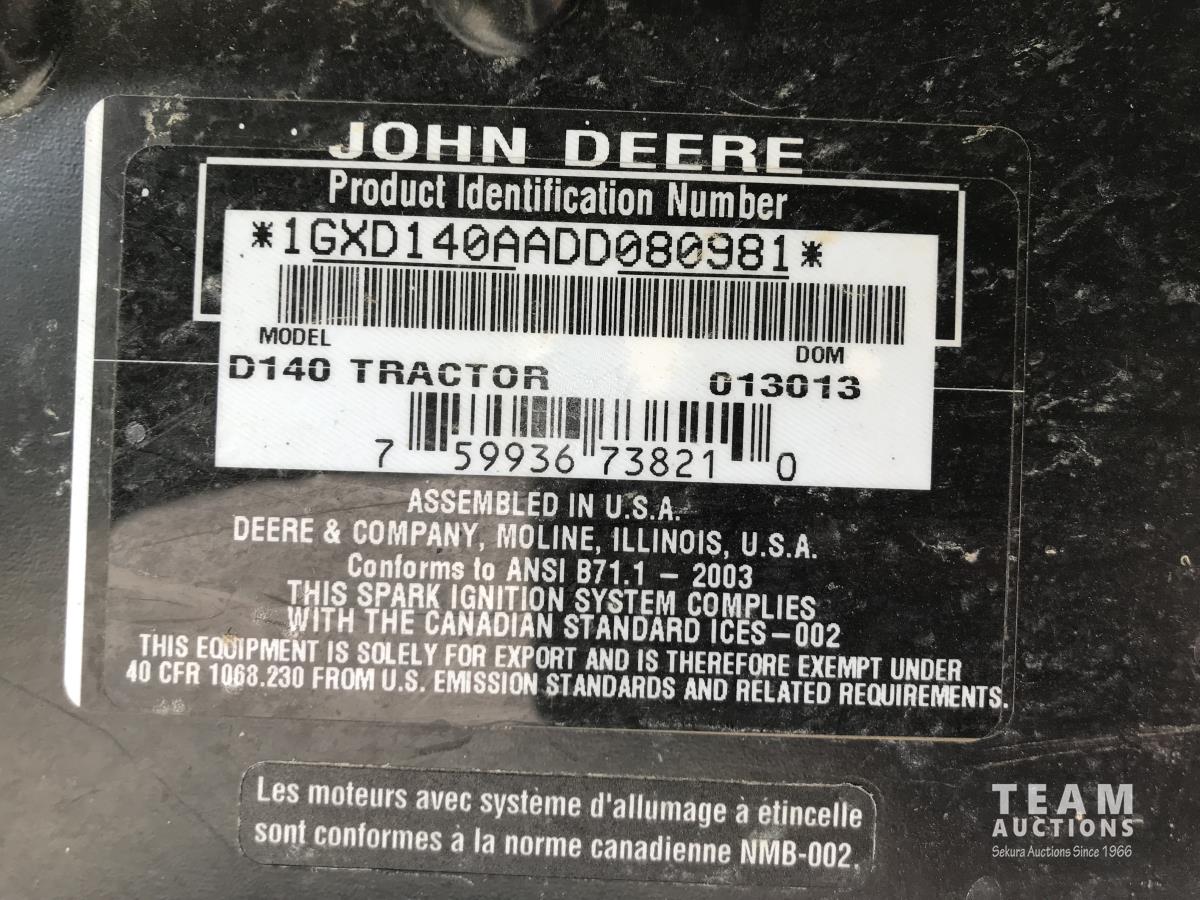 JOHN DEERE
Product Identification Number
*1GXD140AADD080981*
MODEL DOM
D140 TRACTOR 013013
7 59936 73821 0
ASSEMBLED IN U.S.A.
DEERE & COMPANY, MOLINE, ILLINOIS, U.S.A.
Conforms to ANSI B71.1 – 2003
THIS SPARK IGNITION SYSTEM COMPLIES
WITH THE CANADIAN STANDARD ICES–002
THIS EQUIPMENT IS SOLELY FOR EXPORT AND IS THEREFORE EXEMPT UNDER
40 CFR 1068.230 FROM U.S. EMISSION STANDARDS AND RELATED REQUIREMENTS.
Les moteurs avec système d'allumage à étincelle
sont conformes à la norme canadienne NMB-002.
TEAM
AUCTIONS
Sekura Auctions Since 1966